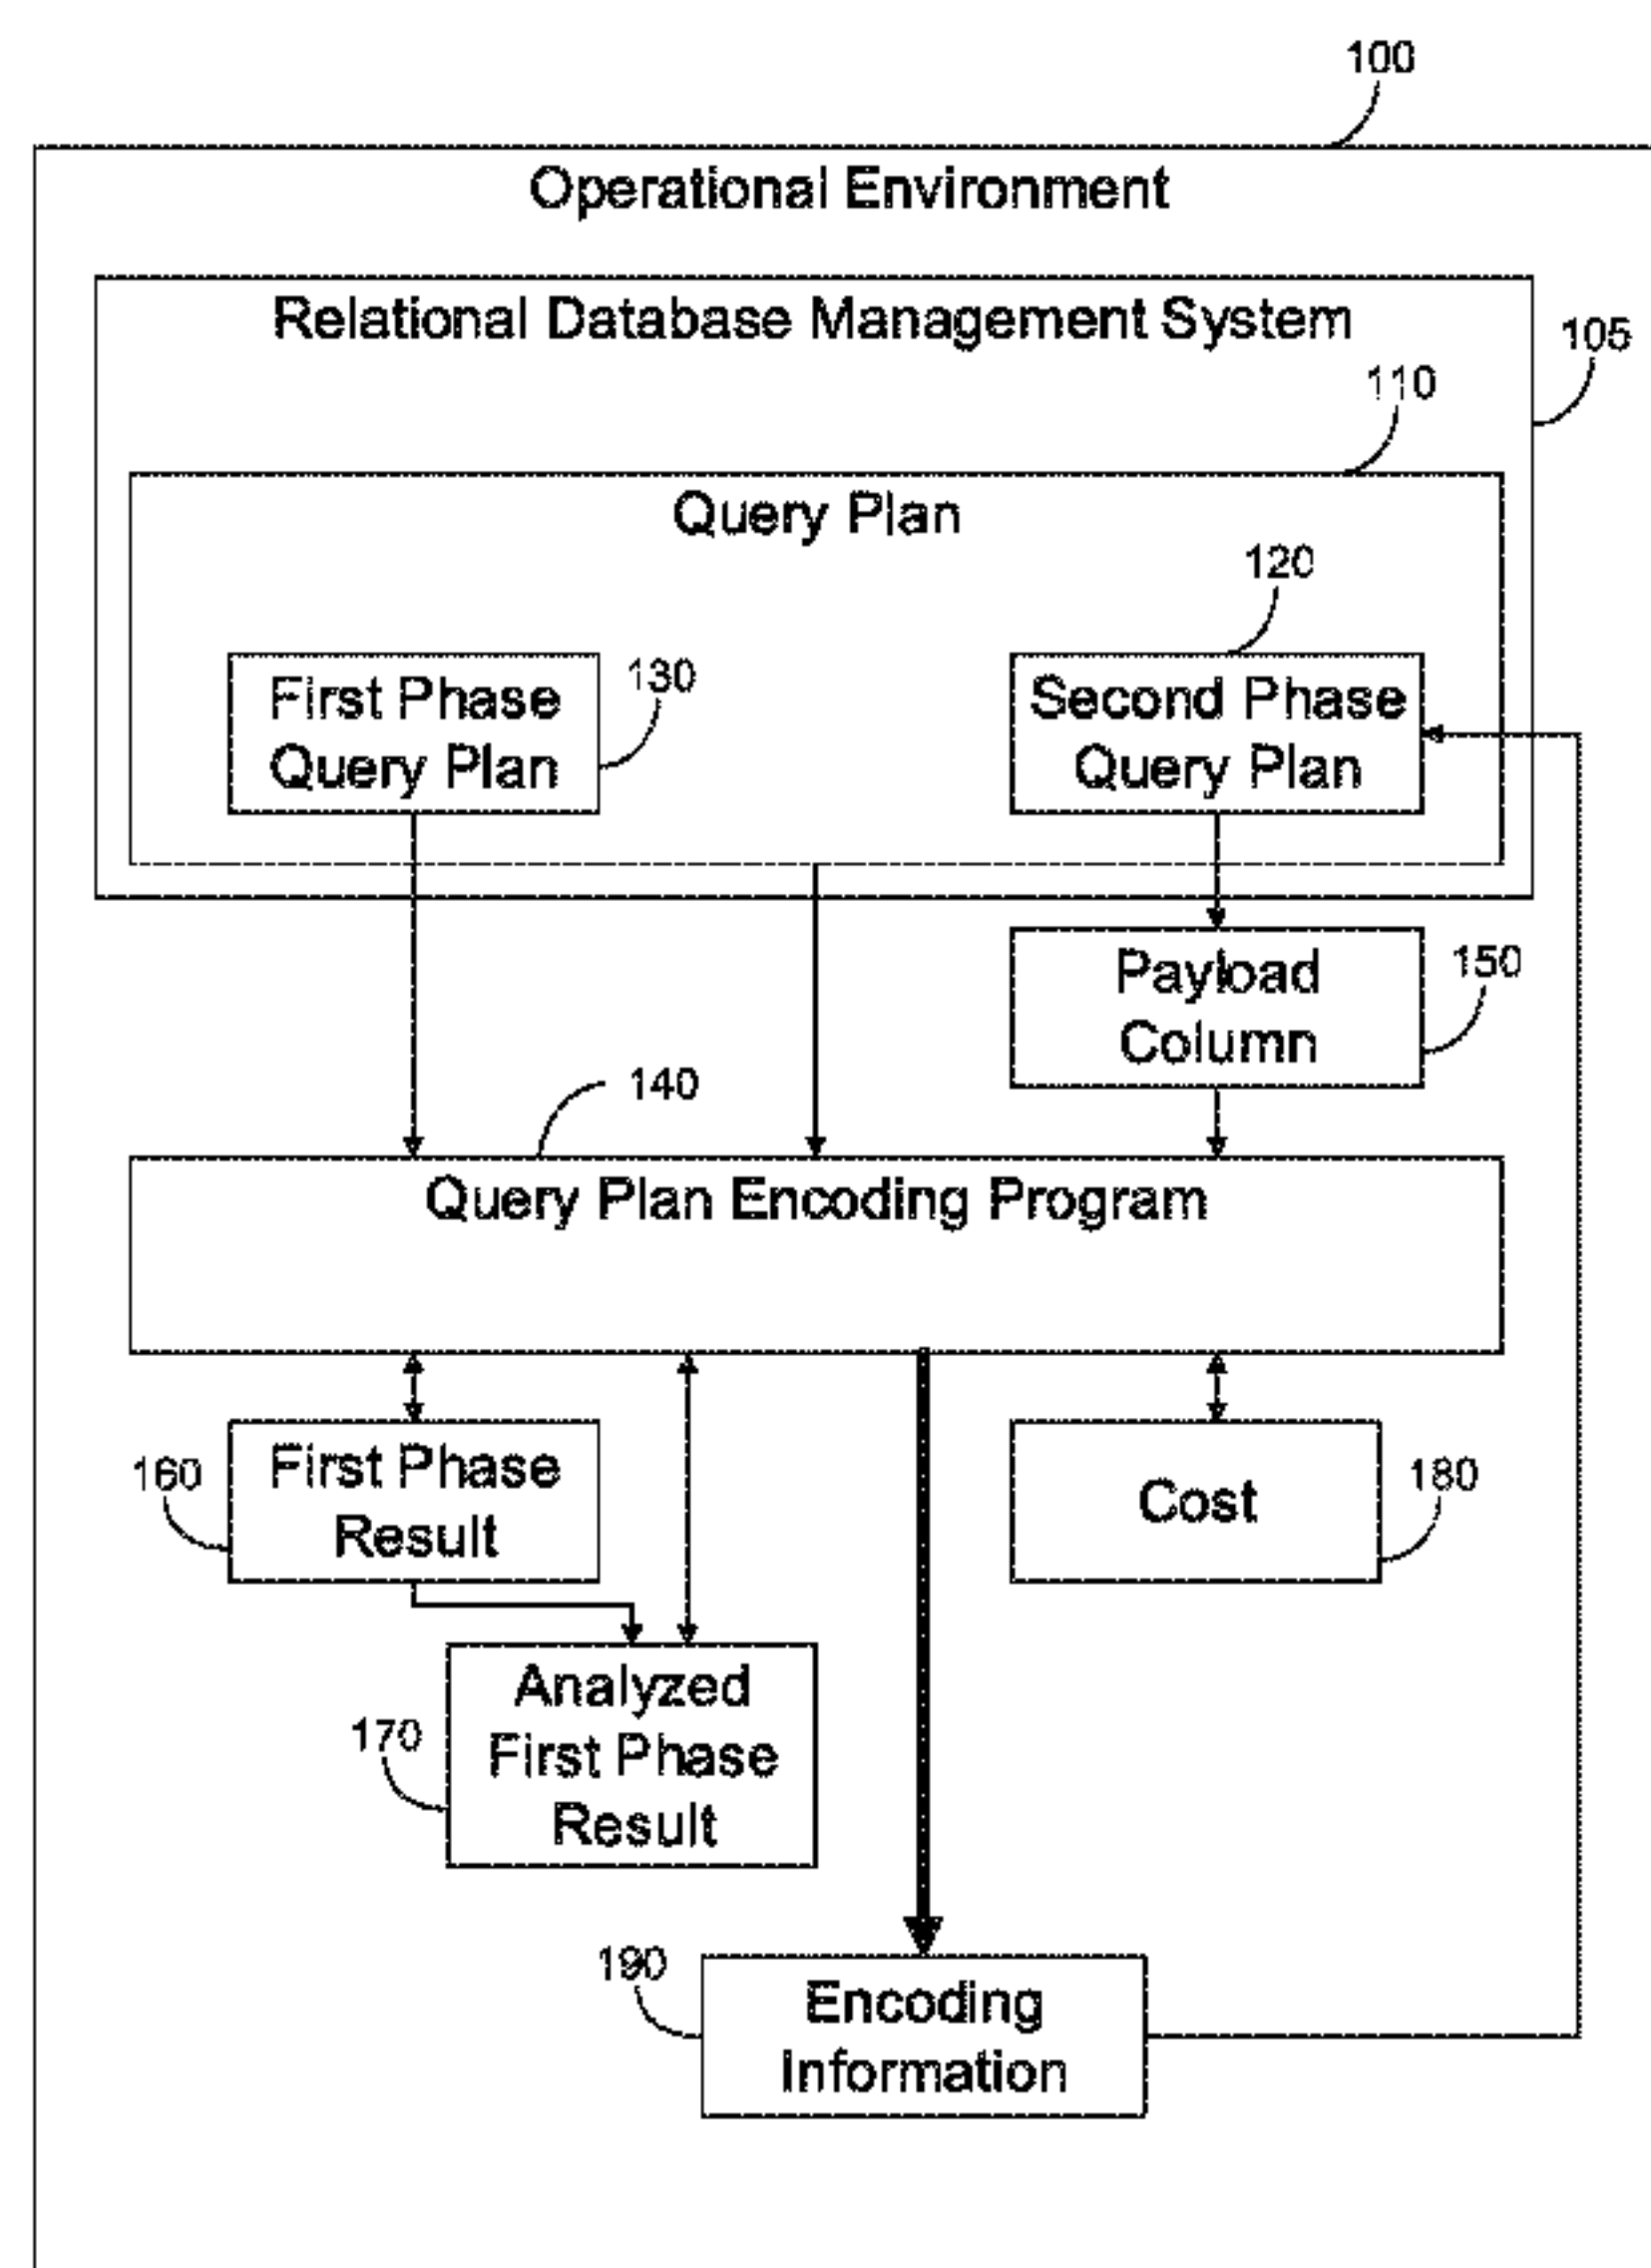 100
Operational Environment
Relational Database Management System
105
110
Query Plan
120
First Phase
Query Plan
130
Second Phase
Query Plan
Payload
Column
150
140
Query Plan Encoding Program
160
First Phase
Result
Cost
180
170
Analyzed
First Phase
Result
190
Encoding
Information